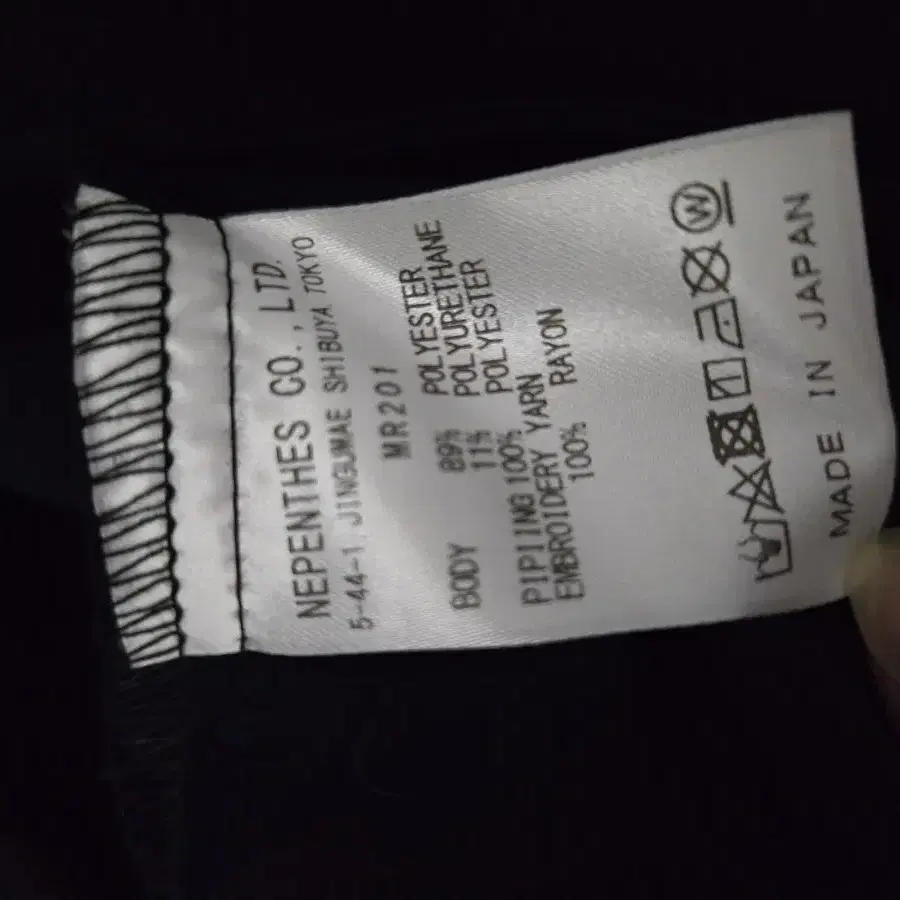 NEPENTHES CO., LTD.
5-44-1, JINGUMAE SHIBUYA TOKYO
MR201
BODY 89% POLYESTER
11% POLYURETHANE
PIPIING 100% POLYESTER
EMBROIDERY YARN
100% RAYON
W
MADE IN JAPAN